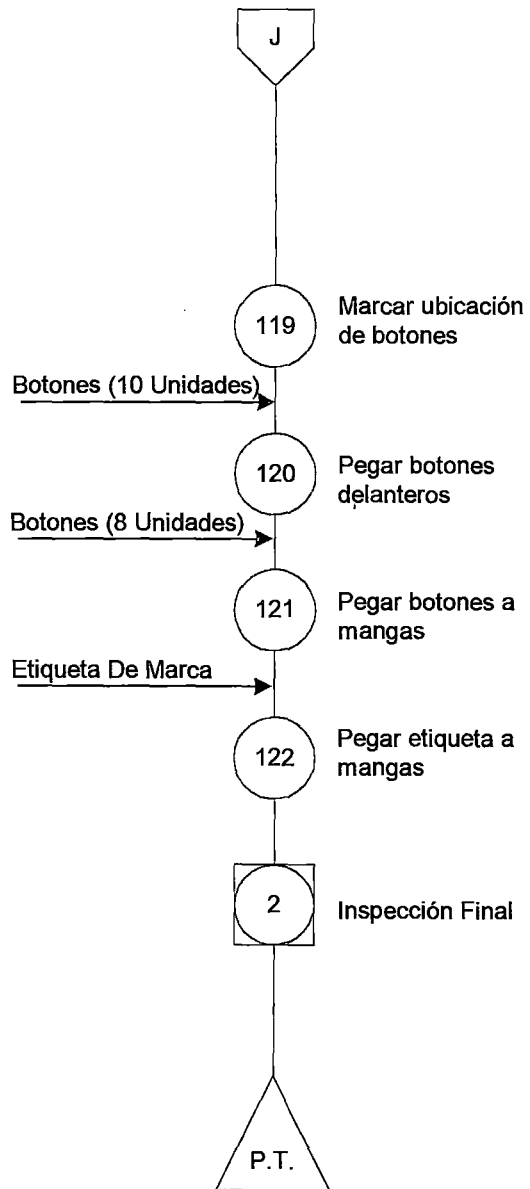 J
119
Marcar ubicación
de botones
Botones (10 Unidades)
120
Pegar botones
delanteros
Botones (8 Unidades)
121
Pegar botones a
mangas
Etiqueta De Marca
122
Pegar etiqueta a
mangas
2
Inspección Final
P.T.